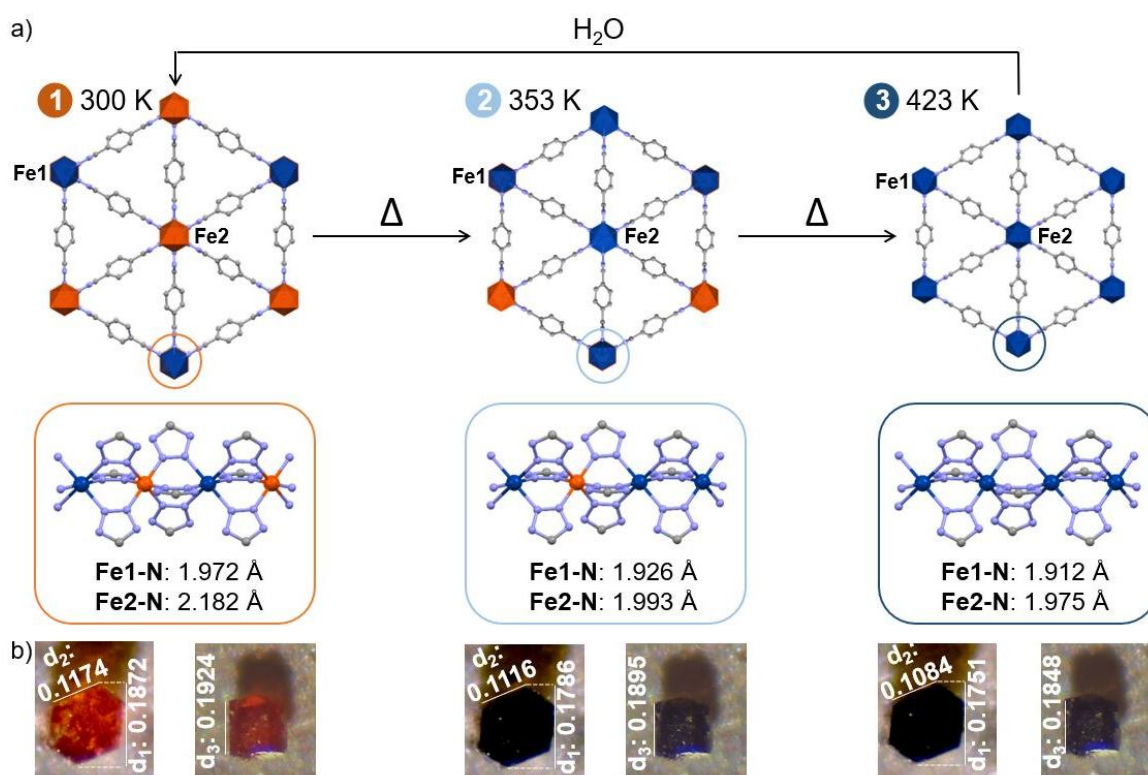 a)
H₂O
1 300 K
2 353 K
3 423 K
Fe1
Fe2
Δ
Fe1
Fe2
Δ
Fe1
Fe2
Fe1-N: 1.972 Å
Fe2-N: 2.182 Å
Fe1-N: 1.926 Å
Fe2-N: 1.993 Å
Fe1-N: 1.912 Å
Fe2-N: 1.975 Å
b)
d₂:
0.1174
d₁: 0.1872
d₃: 0.1924
d₂:
0.1116
d₁: 0.1786
d₃: 0.1895
d₂:
0.1084
d₁: 0.1751
d₃: 0.1848